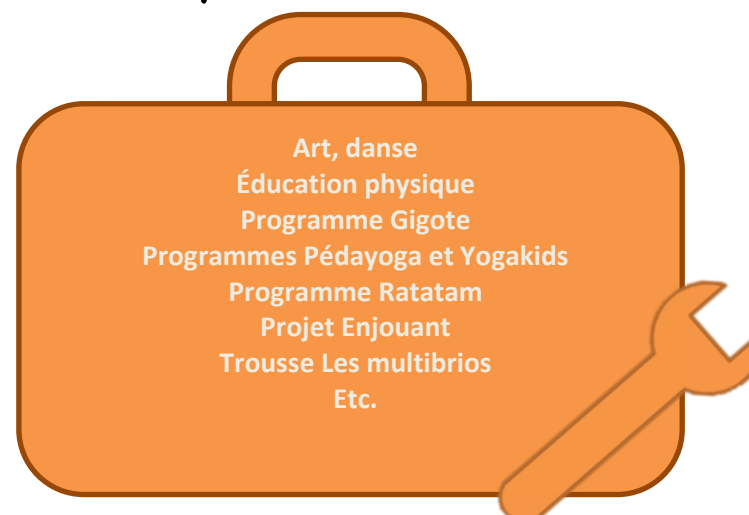 Art, danse
Éducation physique
Programme Gigote
Programmes Pédayoga et Yogakids
Programme Ratatam
Projet Enjouant
Trousse Les multibrios
Etc.